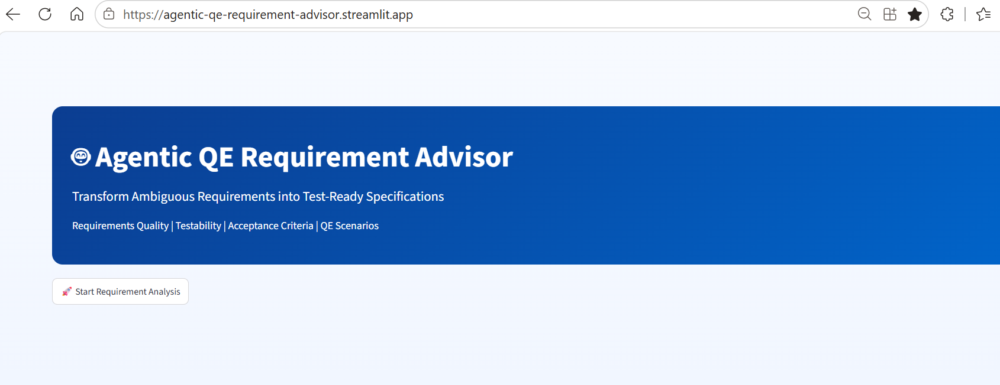 https://agentic-qe-requirement-advisor.streamlit.app
Agentic QE Requirement Advisor
Transform Ambiguous Requirements into Test-Ready Specifications
Requirements Quality | Testability | Acceptance Criteria | QE Scenarios
🚀 Start Requirement Analysis